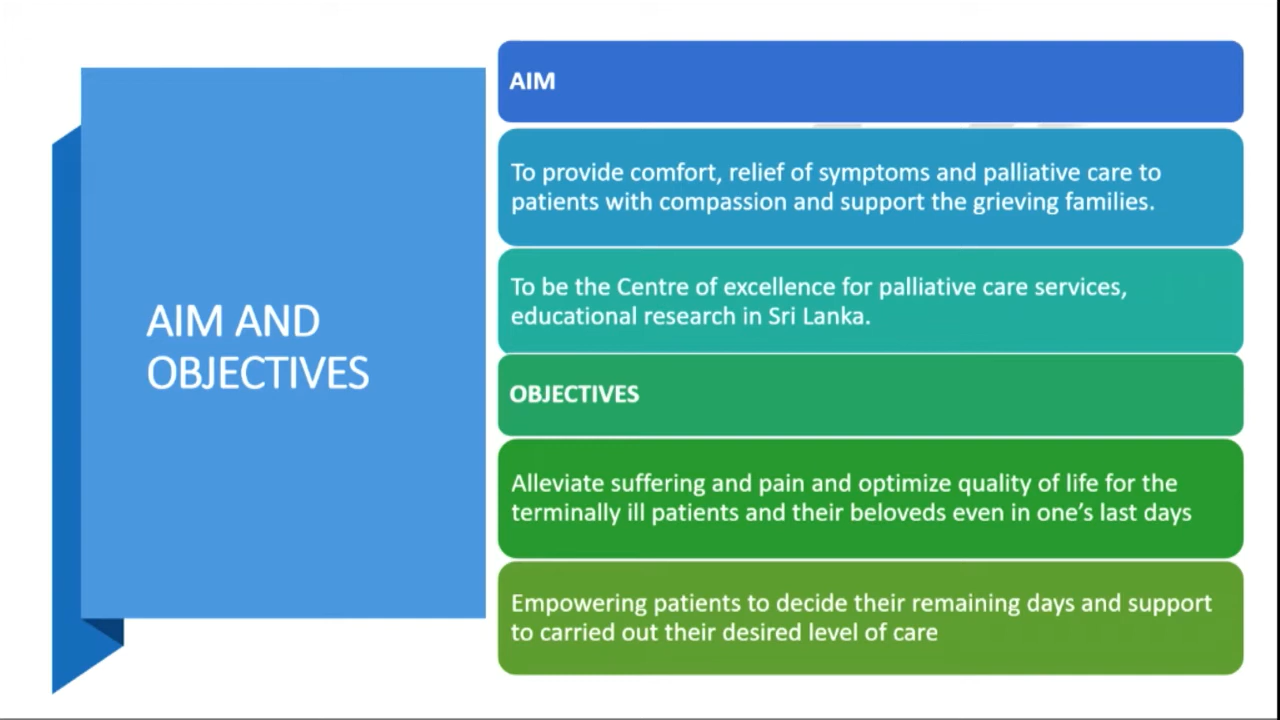 AIM AND
OBJECTIVES
AIM
To provide comfort, relief of symptoms and palliative care to
patients with compassion and support the grieving families.
To be the Centre of excellence for palliative care services,
educational research in Sri Lanka.
OBJECTIVES
Alleviate suffering and pain and optimize quality of life for the
terminally ill patients and their beloveds even in one’s last days
Empowering patients to decide their remaining days and support
to carried out their desired level of care